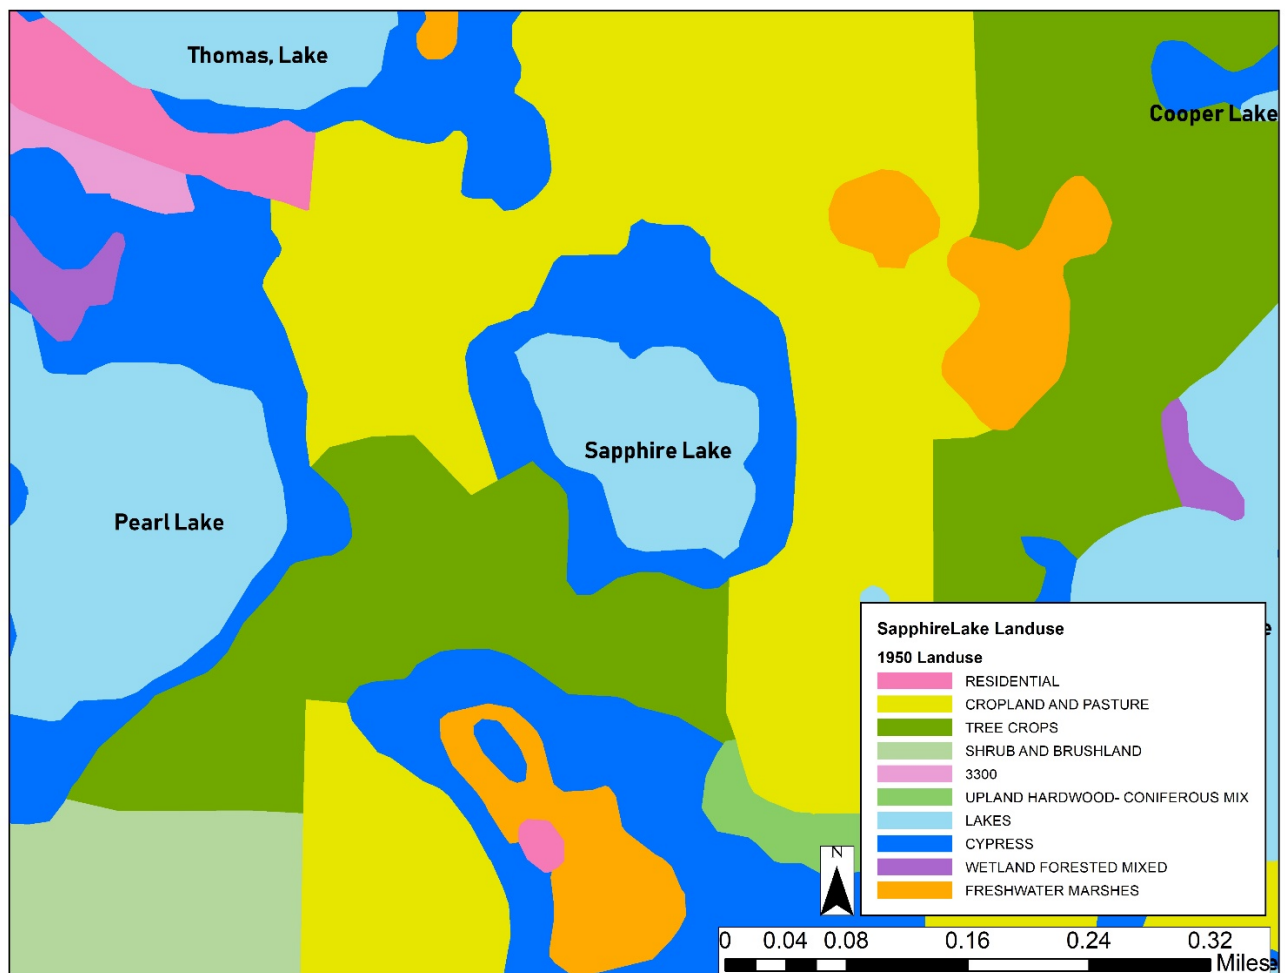 Thomas, Lake
Cooper Lake
Sapphire Lake
Pearl Lake
SapphireLake Landuse
1950 Landuse
RESIDENTIAL
CROPLAND AND PASTURE
TREE CROPS
SHRUB AND BRUSHLAND
3300
UPLAND HARDWOOD- CONIFEROUS MIX
LAKES
CYPRESS
WETLAND FORESTED MIXED
FRESHWATER MARSHES
N
0 0.04 0.08 0.16 0.24 0.32
Miles